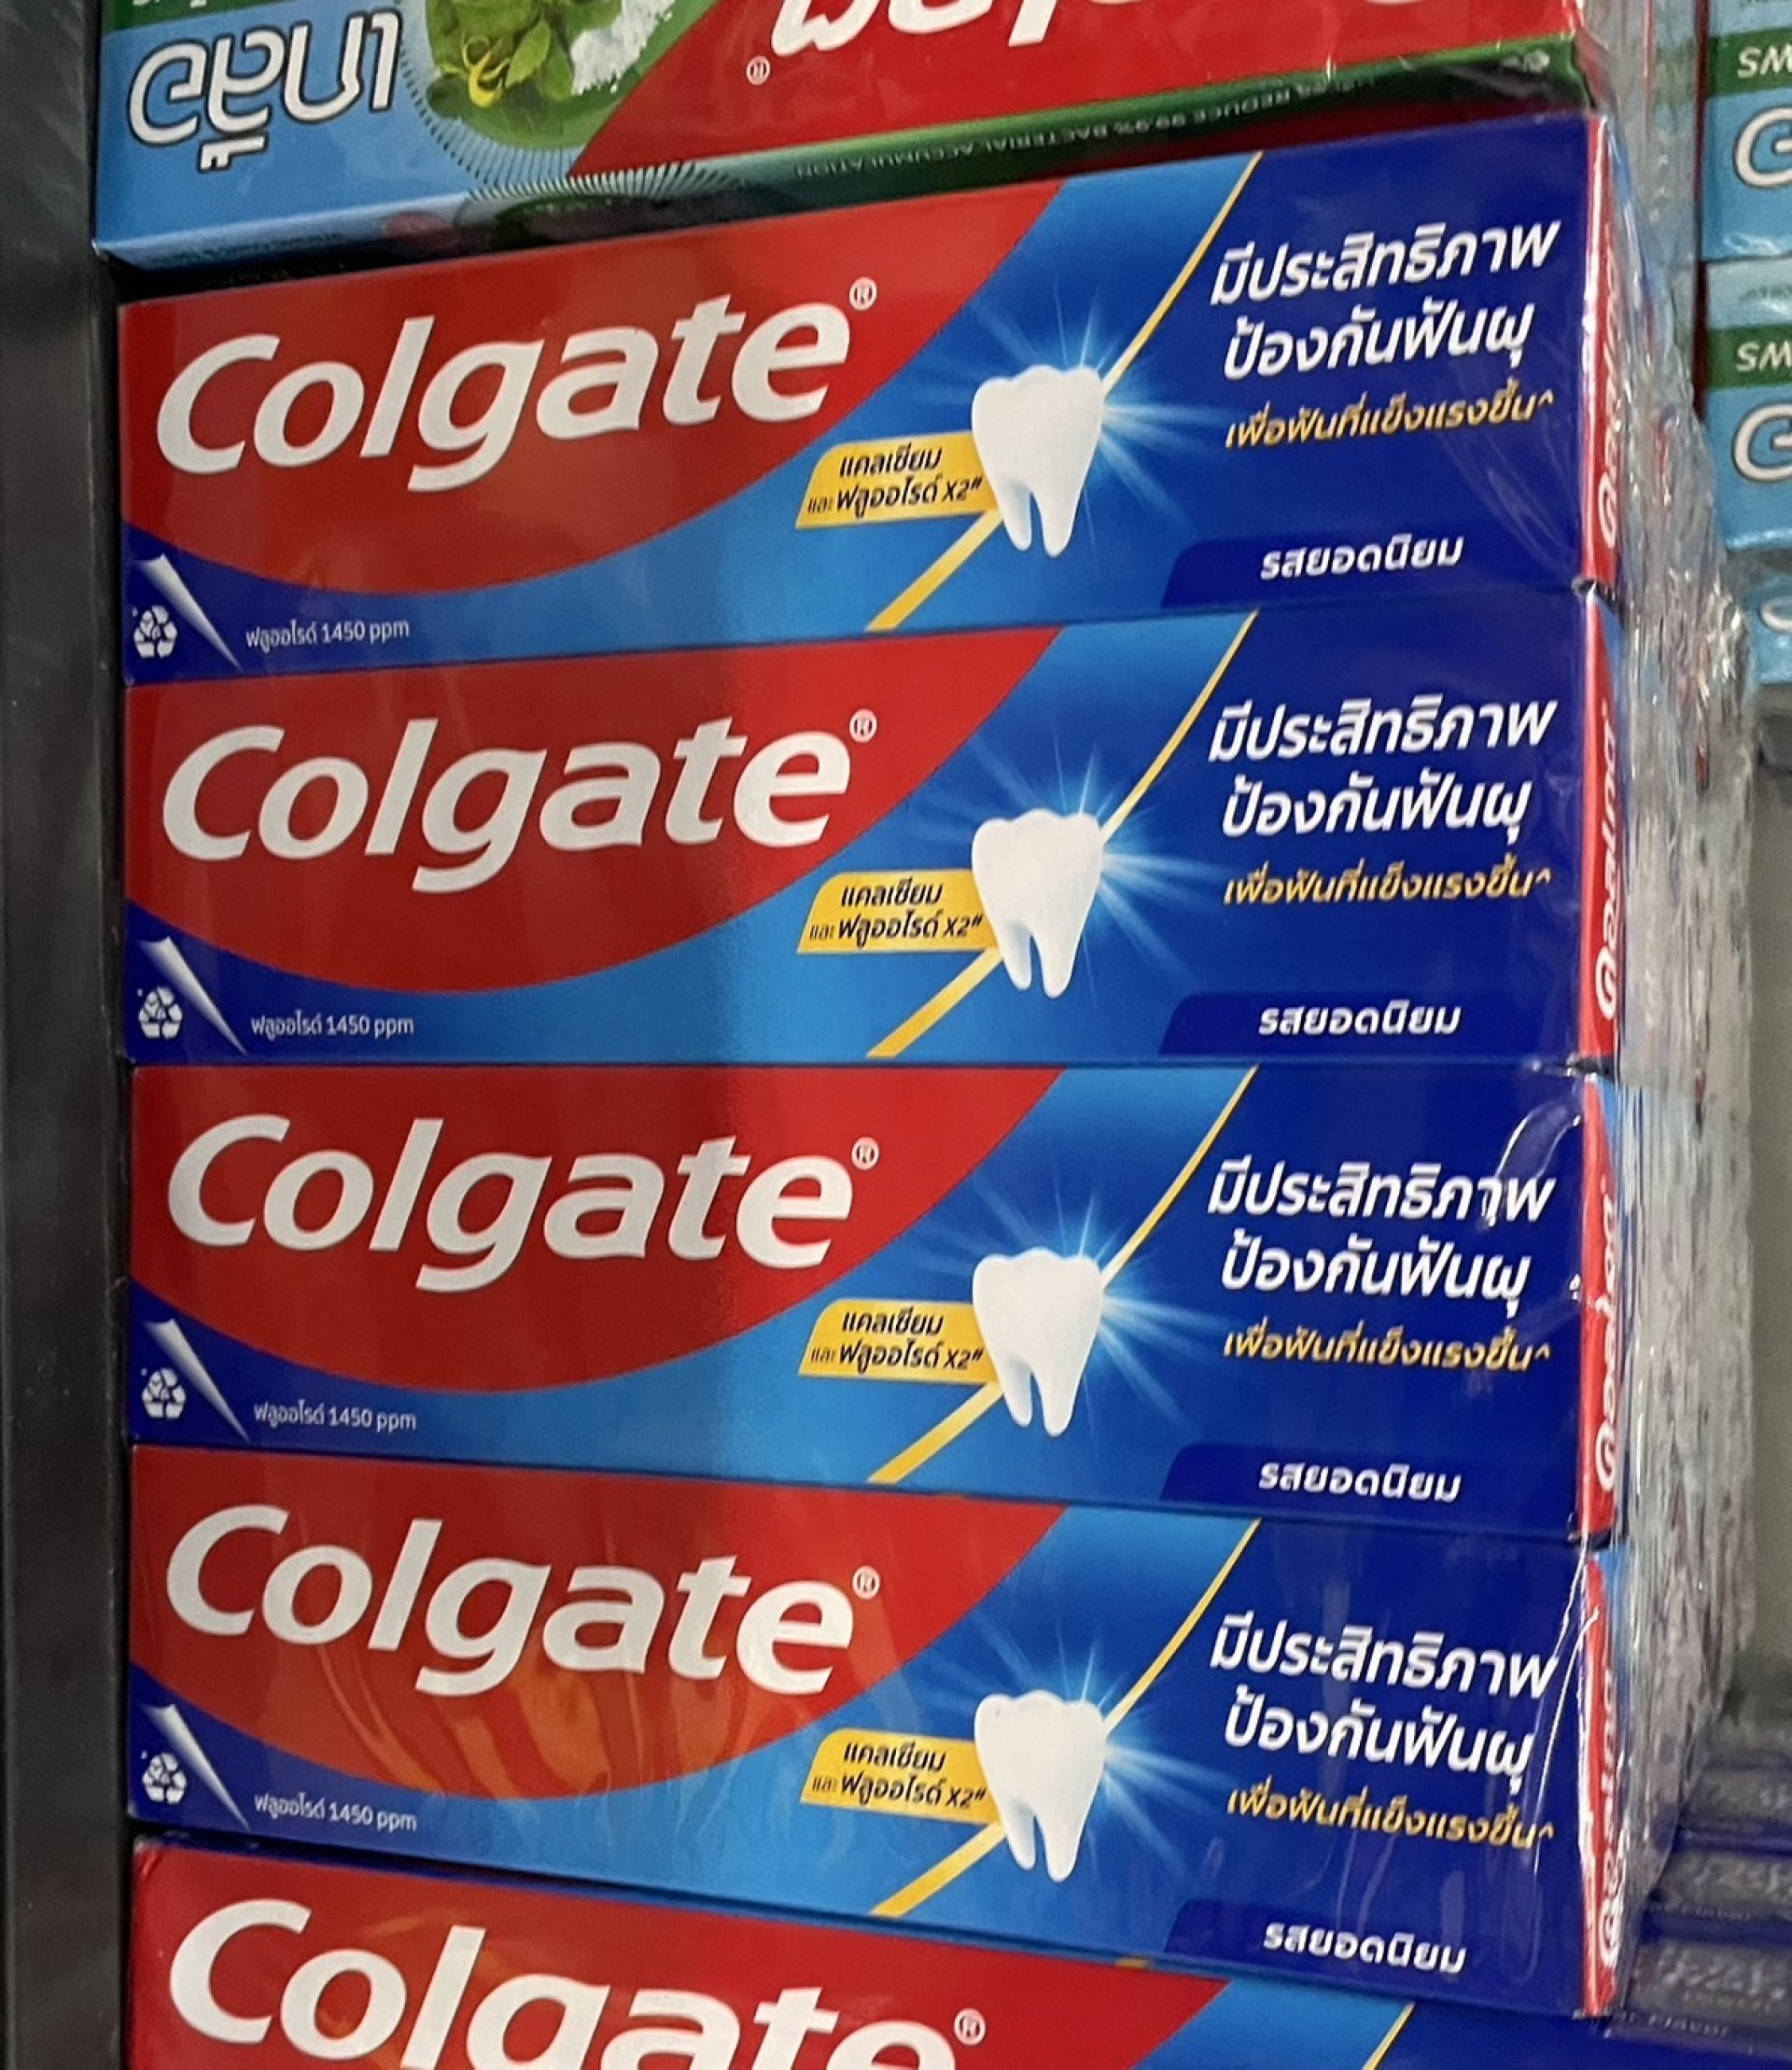 เกลือ
REDUCE 99.9% BACTERIAL ACCUMULATION
Colgate®
มีประสิทธิภาพ
ป้องกันฟันผุ
เพื่อฟันที่แข็งแรงขึ้น^
แคลเซียม
และ ฟลูออไรด์ X2#
รสยอดนิยม
ฟลูออไรด์ 1450 ppm
Colgate®
มีประสิทธิภาพ
ป้องกันฟันผุ
เพื่อฟันที่แข็งแรงขึ้น^
แคลเซียม
และ ฟลูออไรด์ X2#
รสยอดนิยม
ฟลูออไรด์ 1450 ppm
Colgate®
มีประสิทธิภาพ
ป้องกันฟันผุ
เพื่อฟันที่แข็งแรงขึ้น^
แคลเซียม
และ ฟลูออไรด์ X2#
รสยอดนิยม
ฟลูออไรด์ 1450 ppm
Colgate®
มีประสิทธิภาพ
ป้องกันฟันผุ
เพื่อฟันที่แข็งแรงขึ้น^
แคลเซียม
และ ฟลูออไรด์ X2#
รสยอดนิยม
ฟลูออไรด์ 1450 ppm
Colgate®